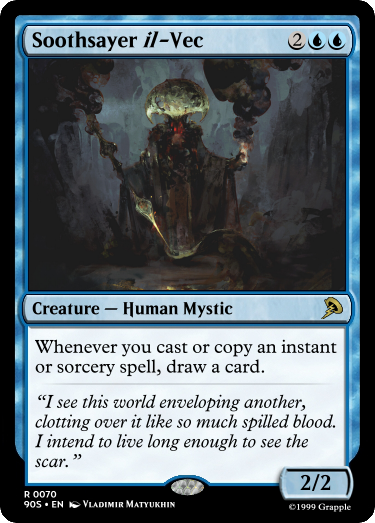 Soothsayer il-Vec 2
Creature — Human Mystic
Whenever you cast or copy an instant
or sorcery spell, draw a card.
“I see this world enveloping another,
clotting over it like so much spilled blood.
I intend to live long enough to see the
scar.”
2/2
R 0070
90S • EN Vladimir Matyukhin
©1999 Grapple